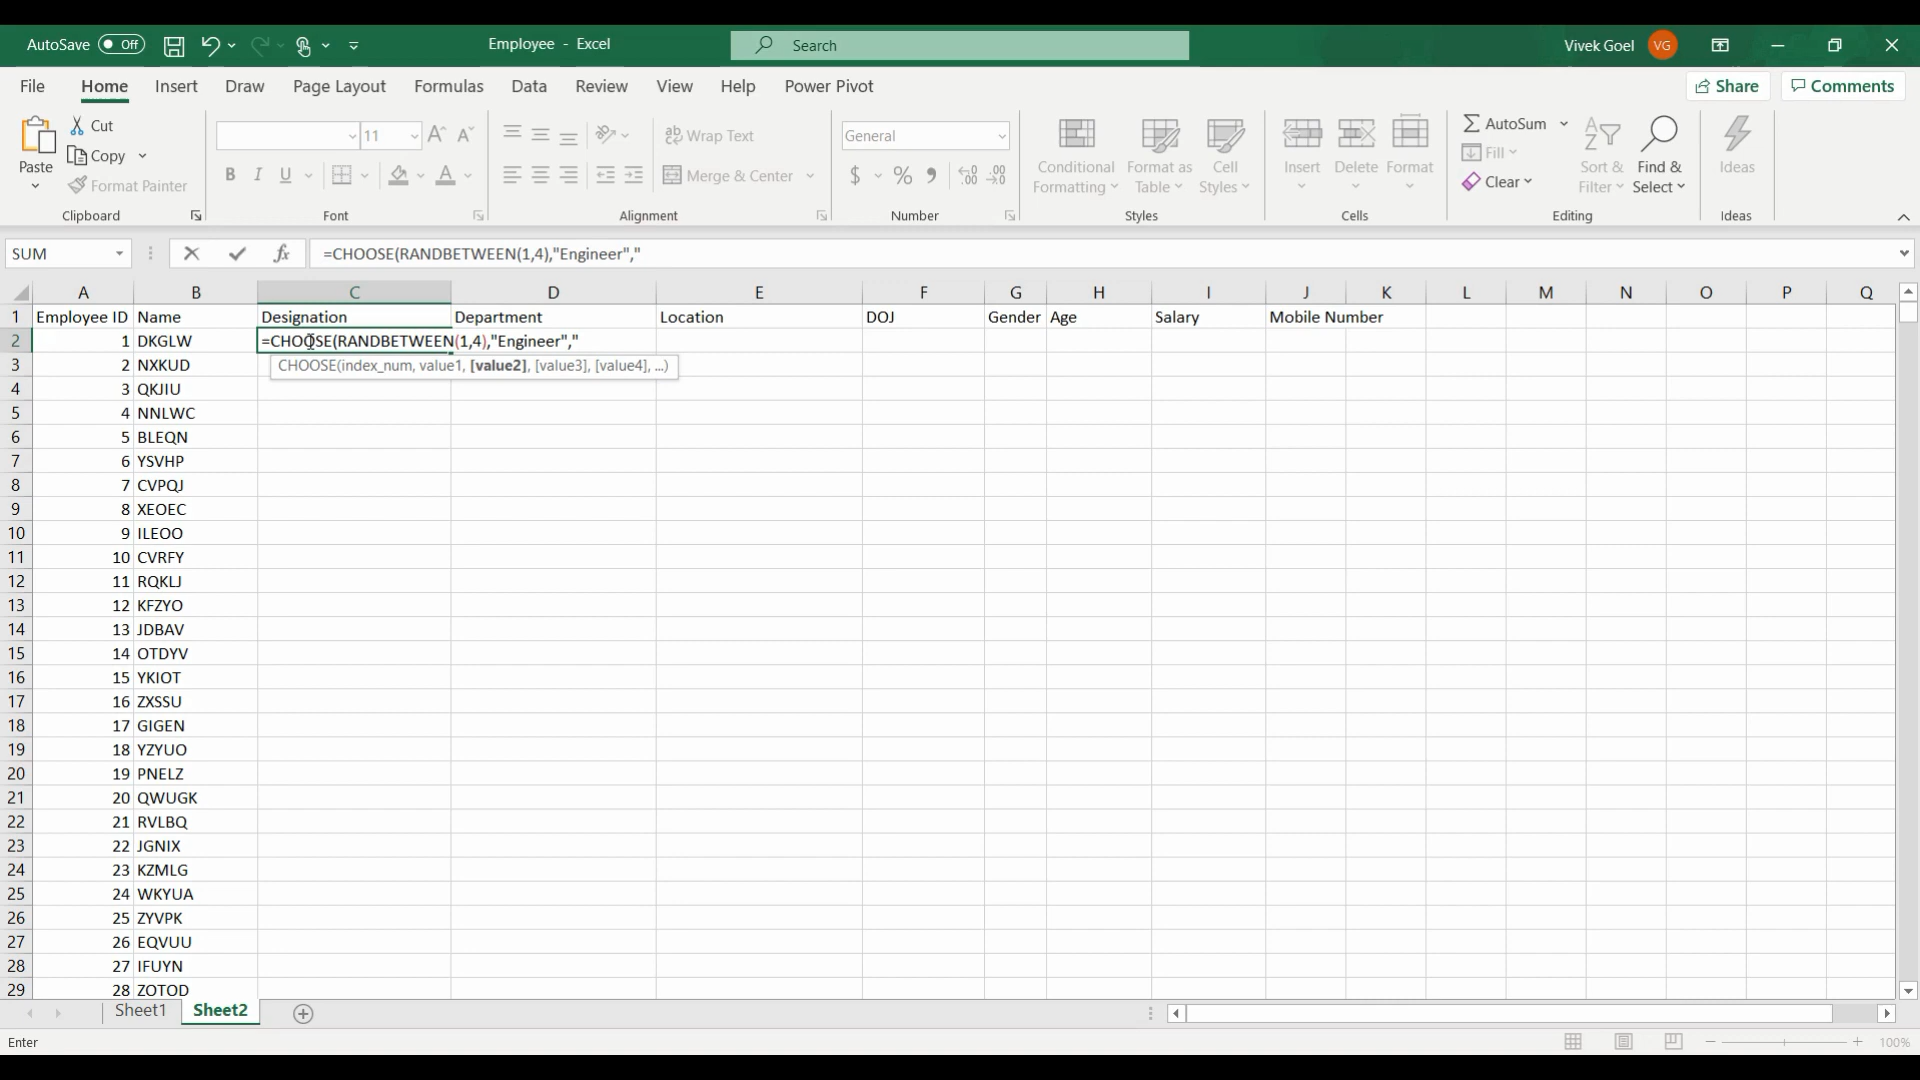 AutoSave Off Employee - Excel Search Vivek Goel VG
File Home Insert Draw Page Layout Formulas Data Review View Help Power Pivot Share Comments
Paste Cut Copy Format Painter Clipboard
11 B I U A Font
Wrap Text Merge & Center Alignment
General $ % Number
Conditional Formatting Format as Table Cell Styles Styles
Insert Delete Format Cells
AutoSum Fill Clear Sort & Filter Find & Select Editing
Ideas Ideas
SUM fx =CHOOSE(RANDBETWEEN(1,4),"Engineer","
A B C D E F G H I J K L M N O P Q
1 Employee ID Name Designation Department Location DOJ Gender Age Salary Mobile Number
2 1 DKGLW =CHOOSE(RANDBETWEEN(1,4),"Engineer","
CHOOSE(index_num, value1, [value2], [value3], [value4], ...)
3 2 NXKUD
4 3 QKJIU
5 4 NNLWC
6 5 BLEQN
7 6 YSVHP
8 7 CVPQJ
9 8 XEOEC
10 9 ILEOO
11 10 CVRFY
12 11 RQKLJ
13 12 KFZYO
14 13 JDBAV
15 14 OTDYV
16 15 YKIOT
17 16 ZXSSU
18 17 GIGEN
19 18 YZYUO
20 19 PNELZ
21 20 QWUGK
22 21 RVLBQ
23 22 JGNIX
24 23 KZMLG
25 24 WKYUA
26 25 ZYVPK
27 26 EQVUU
28 27 IFUYN
29 28 ZOTOD
Sheet1 Sheet2
Enter 100%